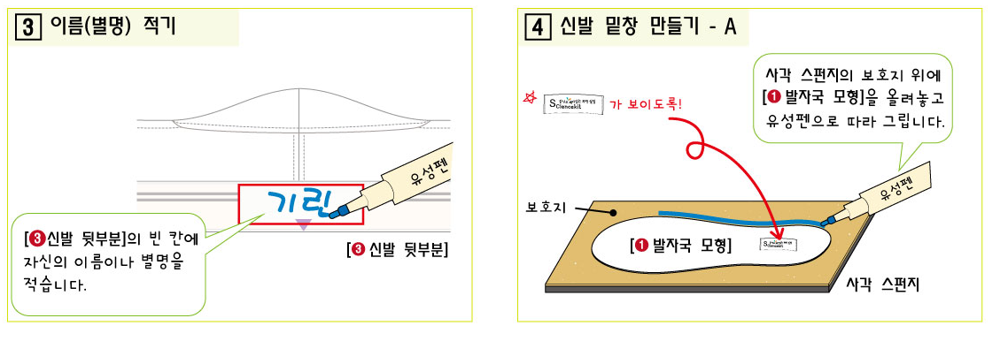 3 이름(별명) 적기
유성펜
기린
[3 신발 뒷부분]의 빈 칸에
자신의 이름이나 별명을
적습니다.
[3 신발 뒷부분]
4 신발 밑창 만들기 - A
사각 스펀지의 보호지 위에
[1 발자국 모형]을 올려놓고
유성펜으로 따라 그립니다.
Sciencekit
가 보이도록!
유성펜
보호지
[1 발자국 모형]
Sciencekit
사각 스펀지